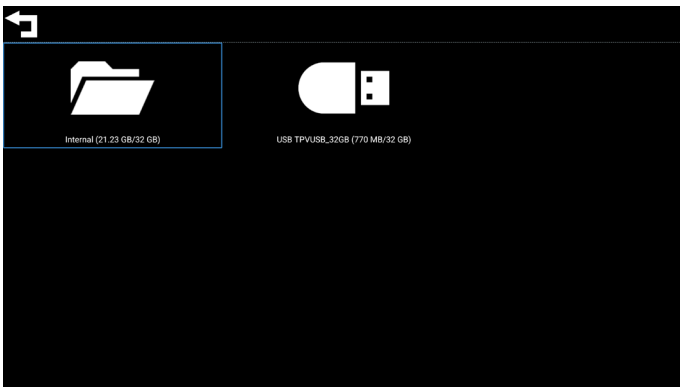 Internal (21.23 GB/32 GB)
USB TPVUSB_32GB (770 MB/32 GB)